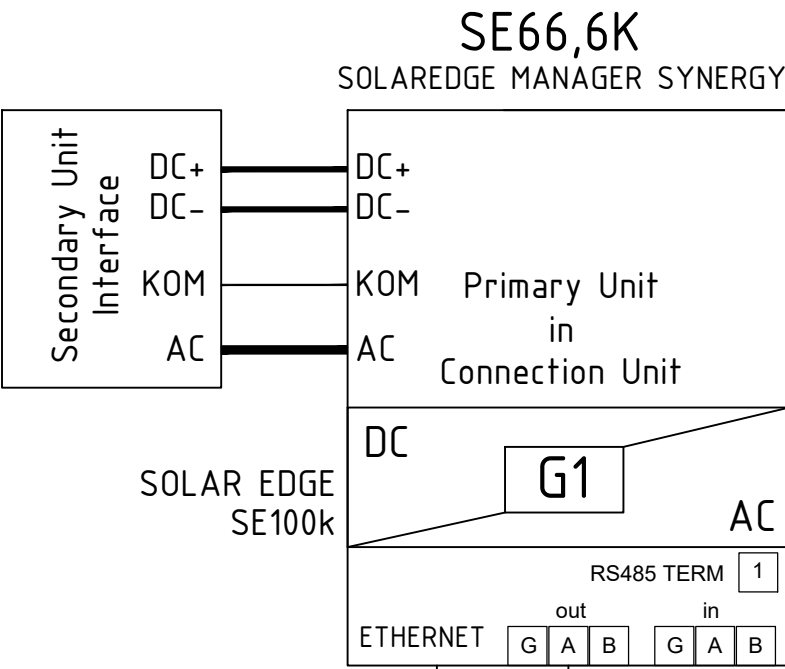 SE66,6K
SOLAREDGE MANAGER SYNERGY
Secondary Unit
Interface
DC+
DC-
KOM
AC
DC+
DC-
KOM
AC
Primary Unit
in
Connection Unit
SOLAR EDGE
SE100k
DC
G1
AC
RS485 TERM 1
out in
ETHERNET G A B G A B